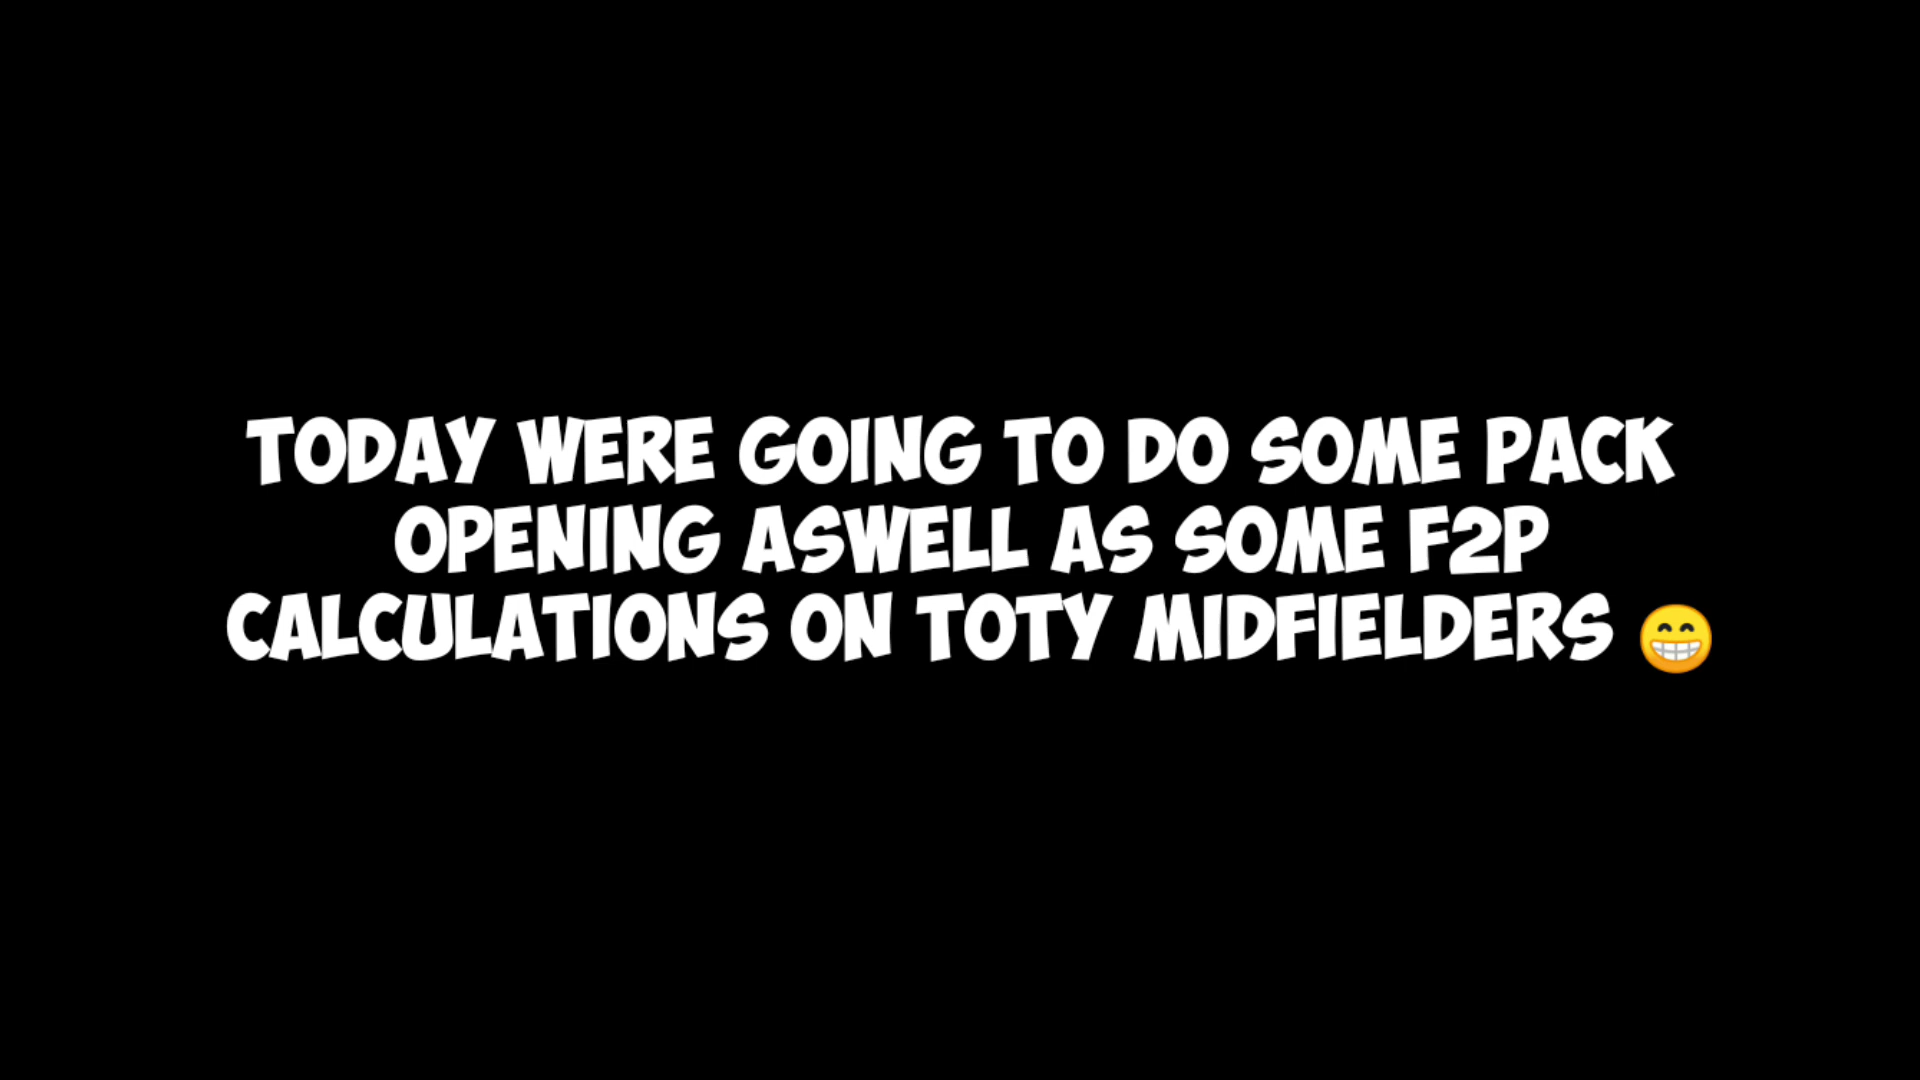 TODAY WERE GOING TO DO SOME PACK
OPENING ASWELL AS SOME F2P
CALCULATIONS ON TOTY MIDFIELDERS 😁